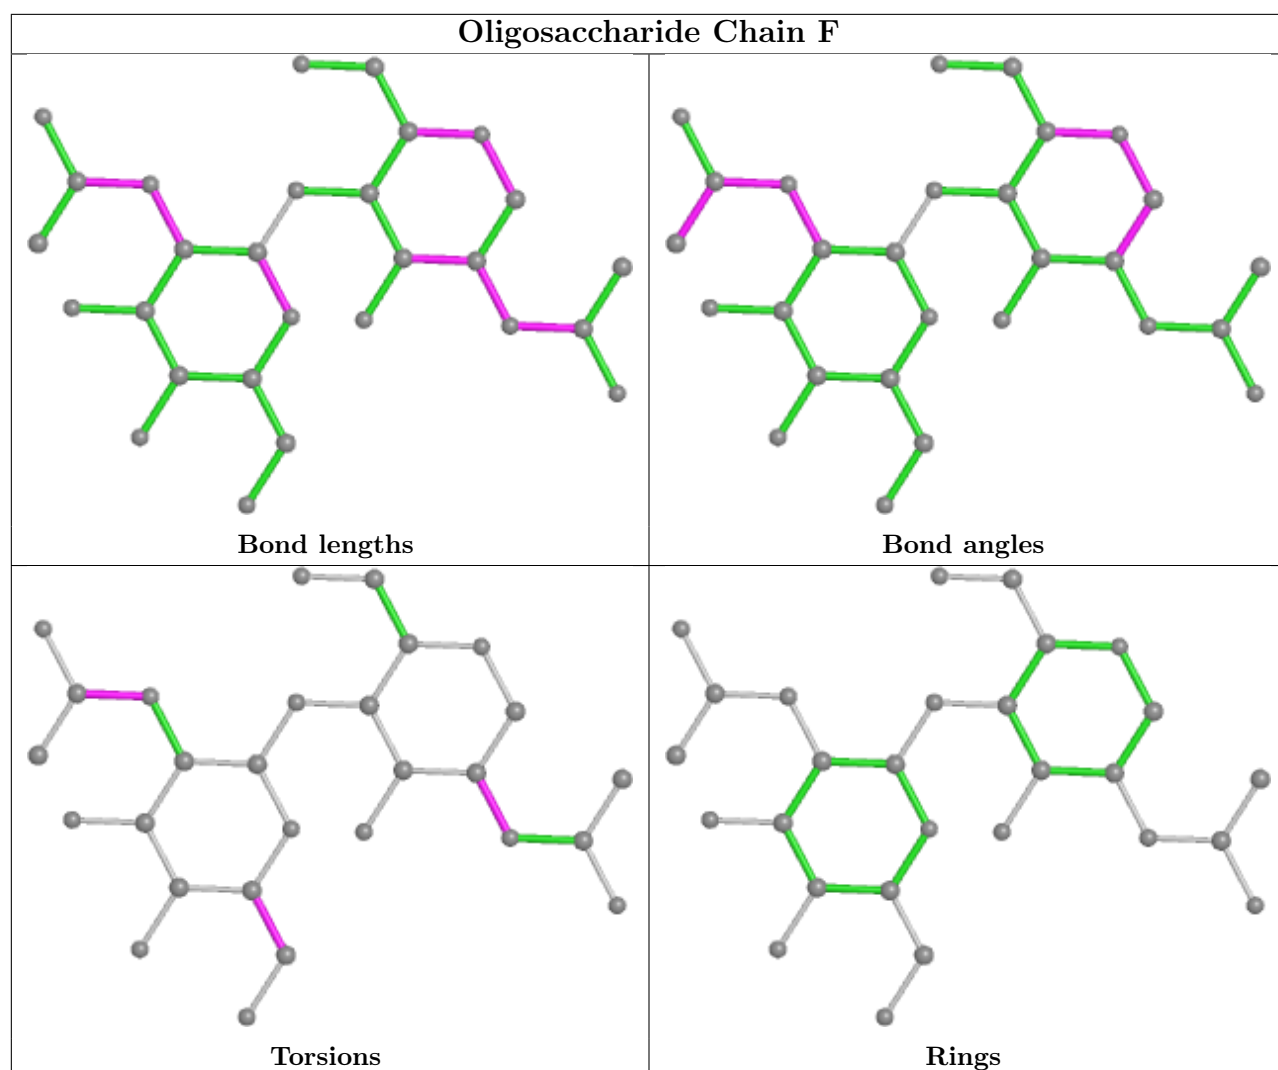 Oligosaccharide Chain F
Bond lengths
Bond angles
Torsions
Rings